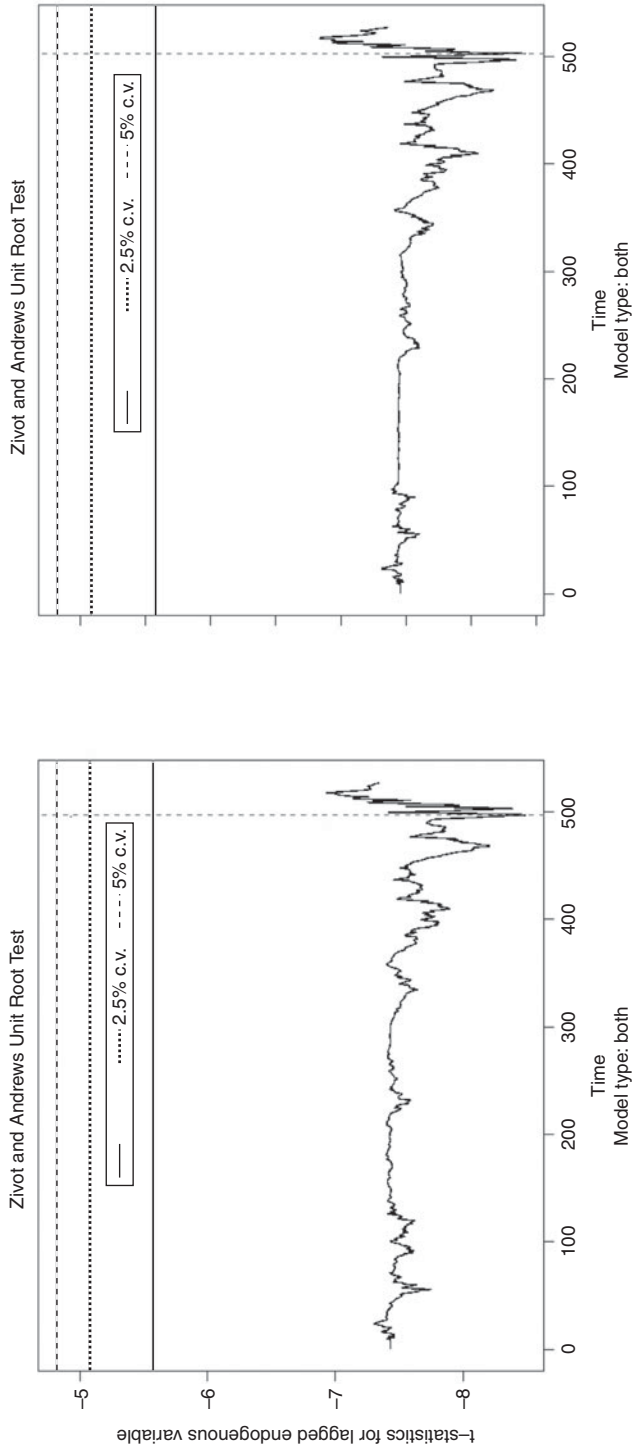 Zivot and Andrews Unit Root Test
t–statistics for lagged endogenous variable
–5
–6
–7
–8
2.5% c.v. 5% c.v.
0 100 200 300 400 500
Time
Model type: both
Zivot and Andrews Unit Root Test
2.5% c.v. 5% c.v.
0 100 200 300 400 500
Time
Model type: both